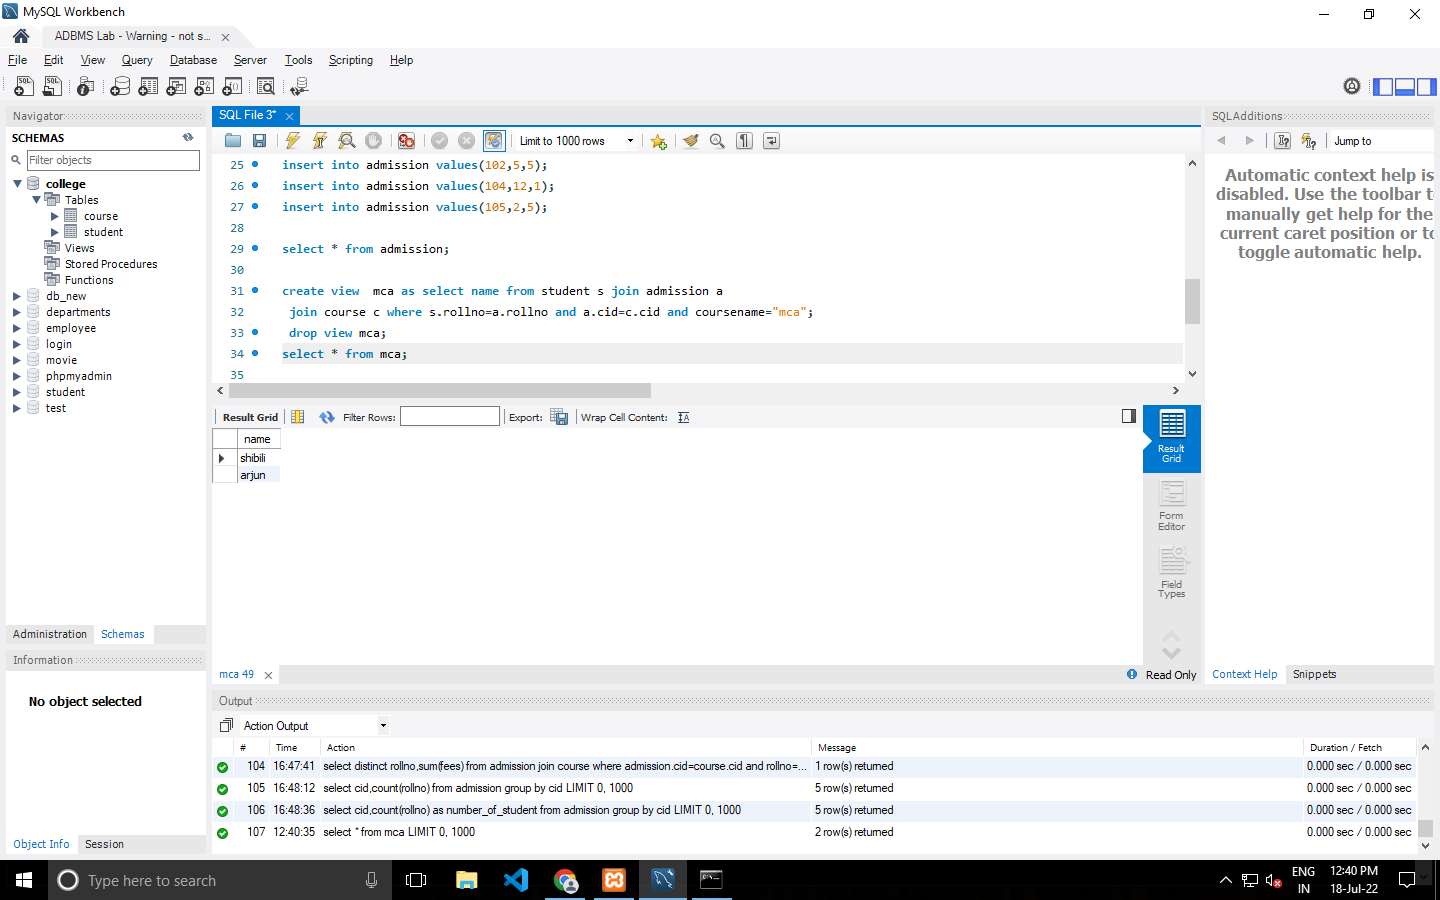 MySQL Workbench
ADBMS Lab - Warning - not s...
File Edit View Query Database Server Tools Scripting Help
Navigator
SCHEMAS
Filter objects
college
Tables
course
student
Views
Stored Procedures
Functions
db_new
departments
employee
login
movie
phpmyadmin
student
test
Administration Schemas
Information
No object selected
Object Info Session
SQL File 3*
Limit to 1000 rows
25 insert into admission values(102,5,5);
26 insert into admission values(104,12,1);
27 insert into admission values(105,2,5);
28
29 select * from admission;
30
31 create view  mca as select name from student s join admission a
32 join course c where s.rollno=a.rollno and a.cid=c.cid and coursename="mca";
33 drop view mca;
34 select * from mca;
35
Result Grid Filter Rows: Export: Wrap Cell Content:
name
shibili
arjun
Result
Grid
Form
Editor
Field
Types
mca 49
Read Only
SQLAdditions
Jump to
Automatic context help is
disabled. Use the toolbar t
manually get help for the
current caret position or to
toggle automatic help.
Context Help Snippets
Output
Action Output
# Time Action Message Duration / Fetch
104 16:47:41 select distinct rollno,sum(fees) from admission join course where admission.cid=course.cid and rollno=... 1 row(s) returned 0.000 sec / 0.000 sec
105 16:48:12 select cid,count(rollno) from admission group by cid LIMIT 0, 1000 5 row(s) returned 0.000 sec / 0.000 sec
106 16:48:36 select cid,count(rollno) as number_of_student from admission group by cid LIMIT 0, 1000 5 row(s) returned 0.000 sec / 0.000 sec
107 12:40:35 select * from mca LIMIT 0, 1000 2 row(s) returned 0.000 sec / 0.000 sec
Type here to search
ENG
IN
12:40 PM
18-Jul-22